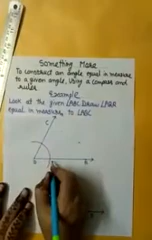 Something More
To construct an angle equal in measure
to a given angle, using a compass and
ruler
Example
Look at the given ∠ABC. Draw ∠PQR
equal in measure to ∠ABC
C
B
A